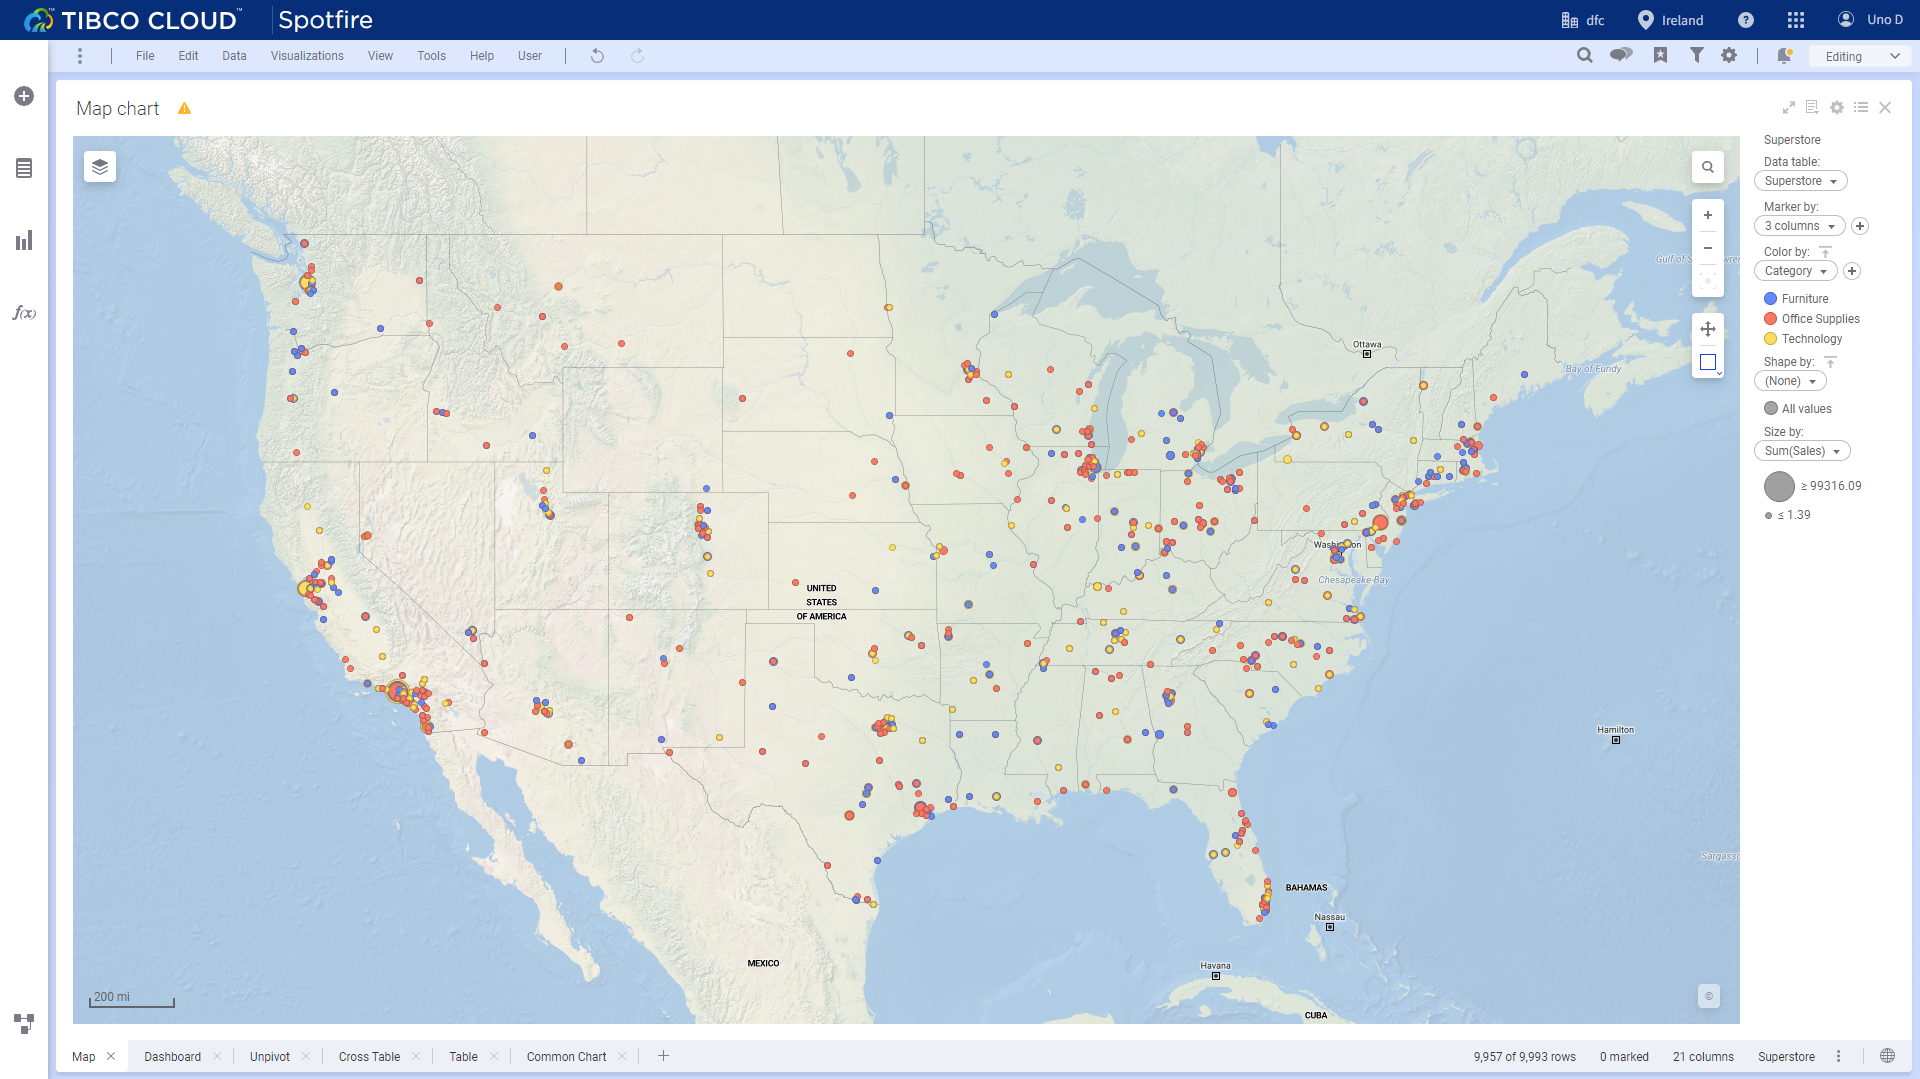 TIBCO CLOUD™ Spotfire
dfc
Ireland
?
Uno D
File Edit Data Visualizations View Tools Help User
Editing
Map chart
Superstore
Data table:
Superstore
Marker by:
3 columns
Color by:
Category
Furniture
Office Supplies
Technology
Shape by:
(None)
All values
Size by:
Sum(Sales)
≥ 99316.09
≤ 1.39
f(x)
Ottawa
Bay of Fundy
Washington
Chesapeake Bay
UNITED
STATES
OF AMERICA
Hamilton
BAHAMAS
Nassau
Havana
MEXICO
CUBA
200 mi
©
Map Dashboard Unpivot Cross Table Table Common Chart
9,957 of 9,993 rows 0 marked 21 columns Superstore